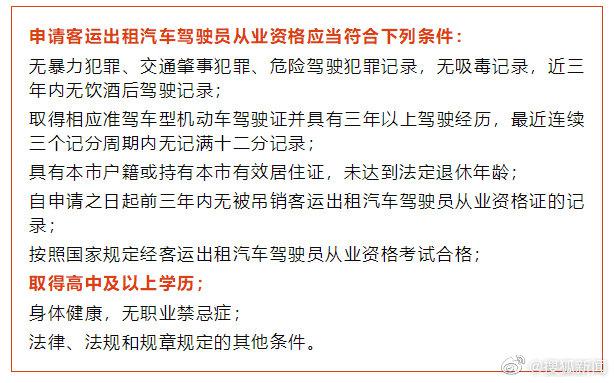 申请客运出租汽车驾驶员从业资格应当符合下列条件：
无暴力犯罪、交通肇事犯罪、危险驾驶犯罪记录，无吸毒记录，近三
年内无饮酒后驾驶记录；
取得相应准驾车型机动车驾驶证并具有三年以上驾驶经历，最近连续
三个记分周期内无记满十二分记录；
具有本市户籍或持有本市有效居住证，未达到法定退休年龄；
自申请之日起前三年内无被吊销客运出租汽车驾驶员从业资格证的记
录；
按照国家规定经客运出租汽车驾驶员从业资格考试合格；
取得高中及以上学历；
身体健康，无职业禁忌症；
法律、法规和规章规定的其他条件。
@搜狐新闻